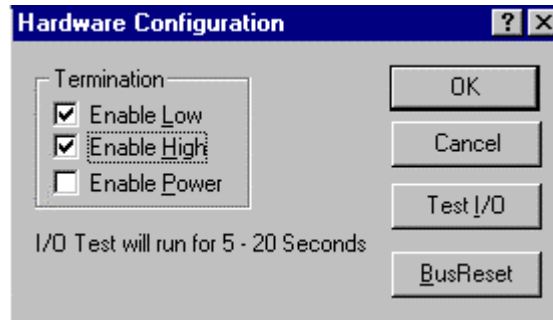 Hardware Configuration
Termination
Enable Low
Enable High
Enable Power
I/O Test will run for 5 - 20 Seconds
OK
Cancel
Test I/O
BusReset